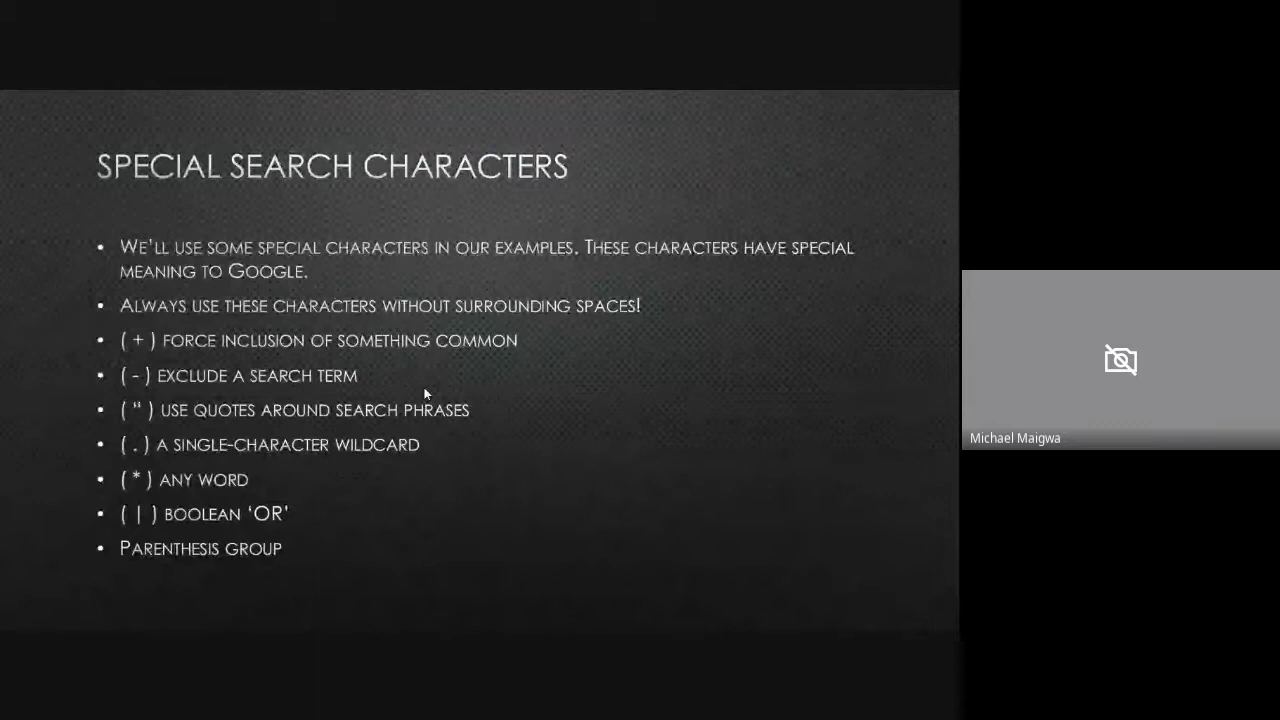 SPECIAL SEARCH CHARACTERS
• WE'LL USE SOME SPECIAL CHARACTERS IN OUR EXAMPLES. THESE CHARACTERS HAVE SPECIAL
MEANING TO GOOGLE.
• ALWAYS USE THESE CHARACTERS WITHOUT SURROUNDING SPACES!
• ( + ) FORCE INCLUSION OF SOMETHING COMMON
• ( - ) EXCLUDE A SEARCH TERM
• ( " ) USE QUOTES AROUND SEARCH PHRASES
• ( . ) A SINGLE-CHARACTER WILDCARD
• ( * ) ANY WORD
• ( | ) BOOLEAN ‘OR’
• PARENTHESIS GROUP
Michael Maigwa